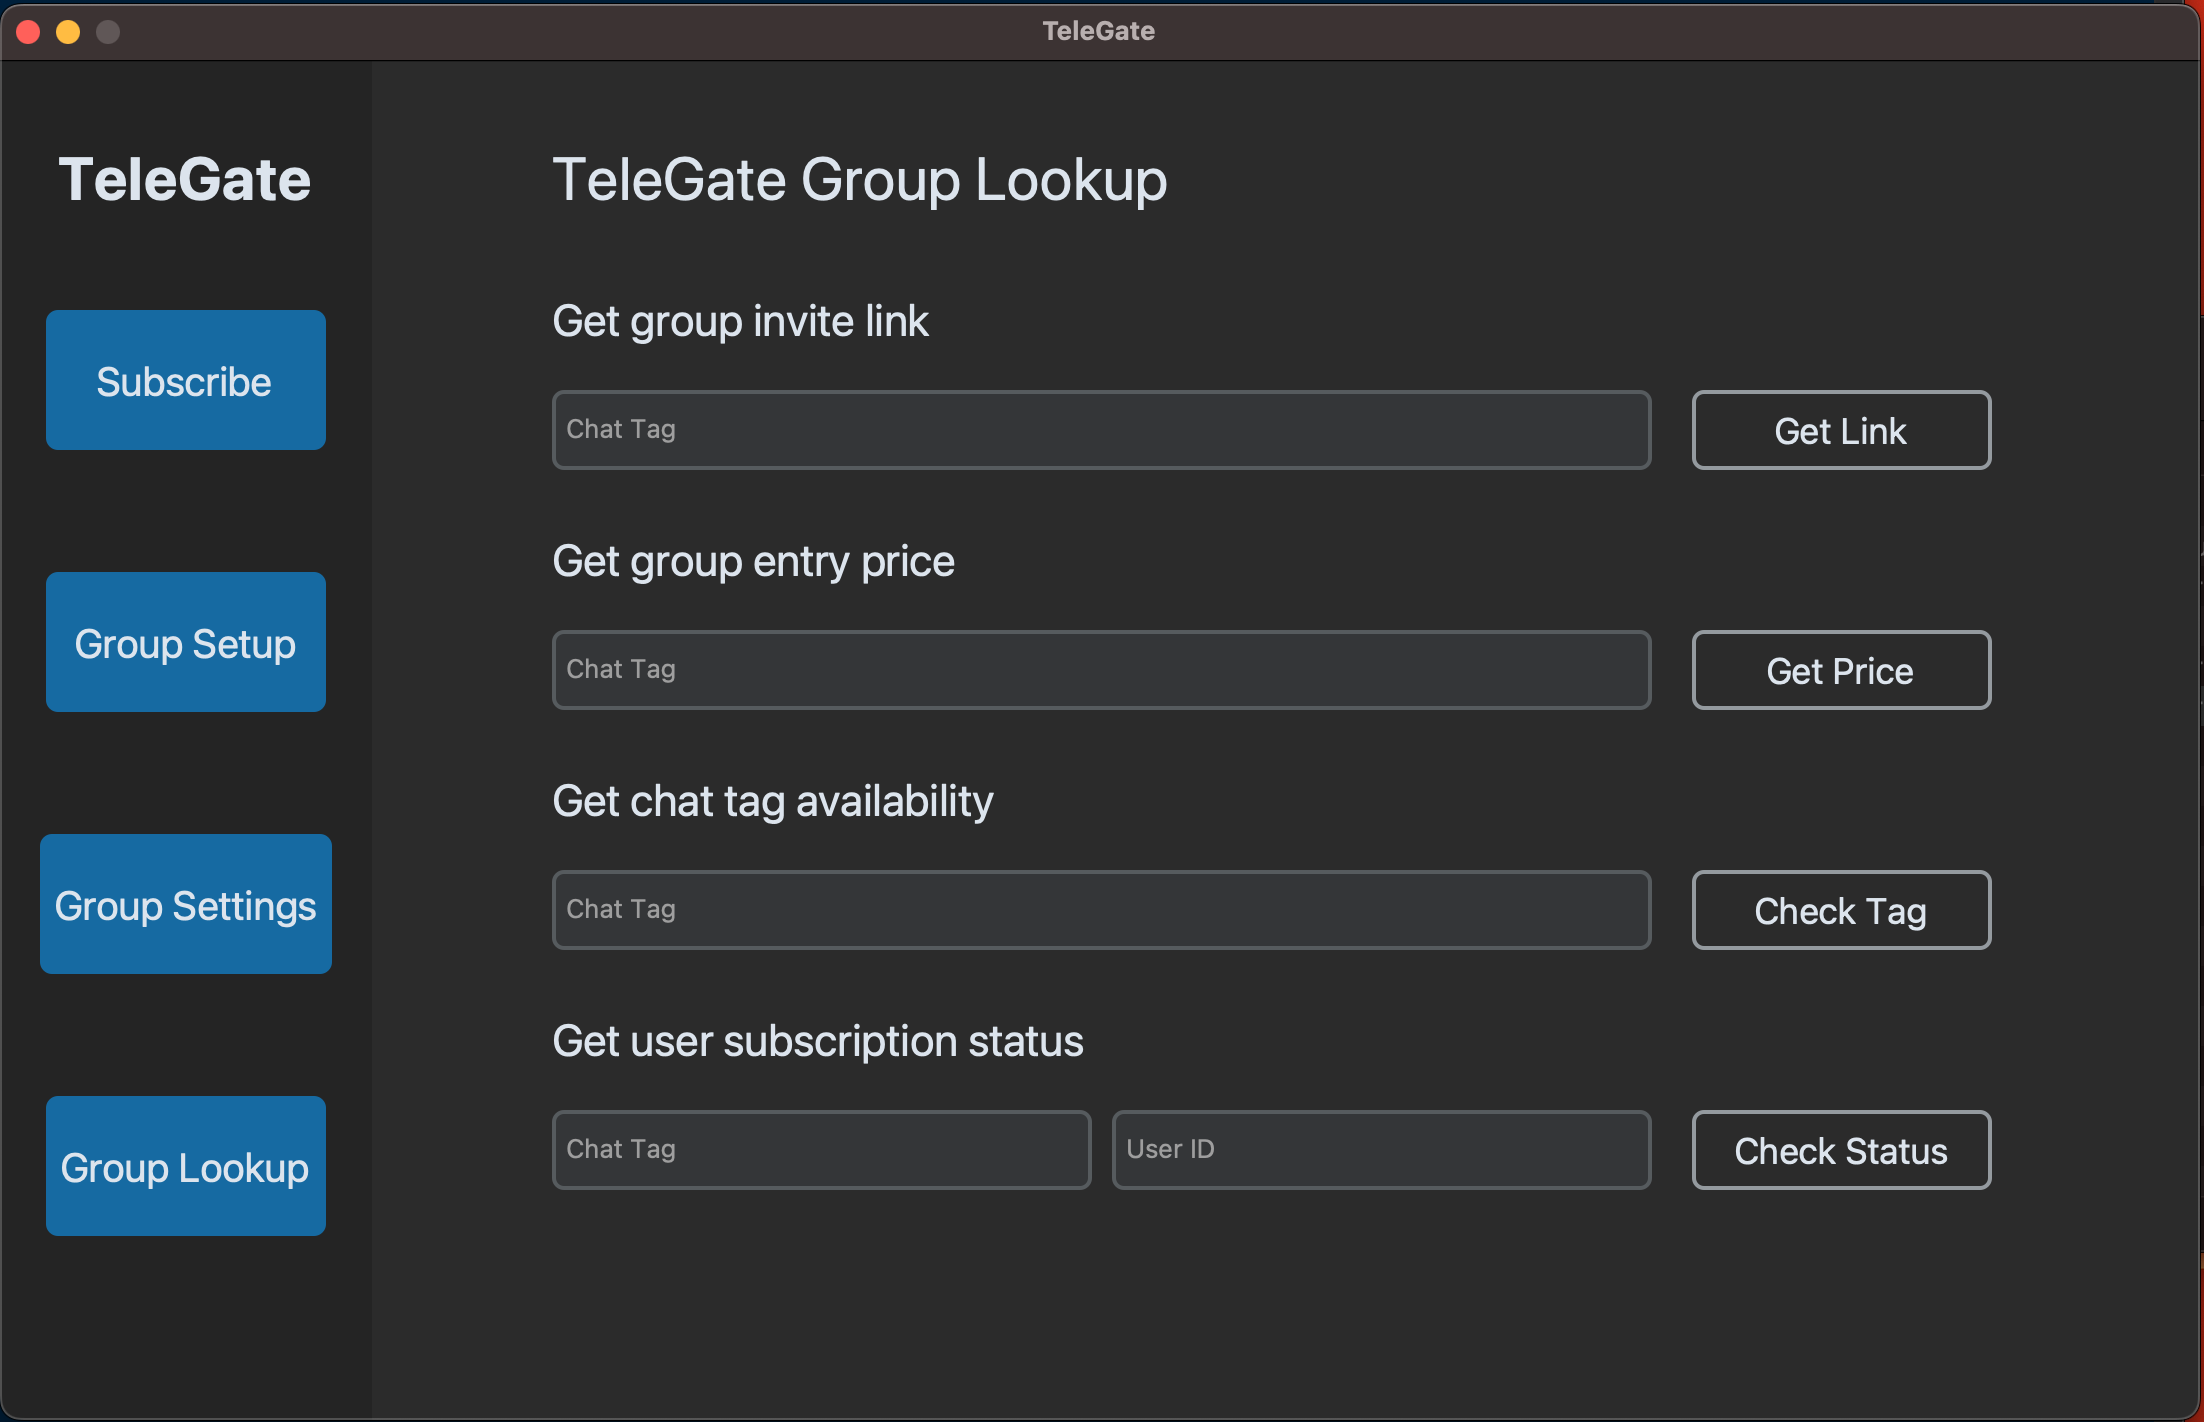 TeleGate
TeleGate
Subscribe
Group Setup
Group Settings
Group Lookup
TeleGate Group Lookup
Get group invite link
Chat Tag
Get Link
Get group entry price
Chat Tag
Get Price
Get chat tag availability
Chat Tag
Check Tag
Get user subscription status
Chat Tag
User ID
Check Status